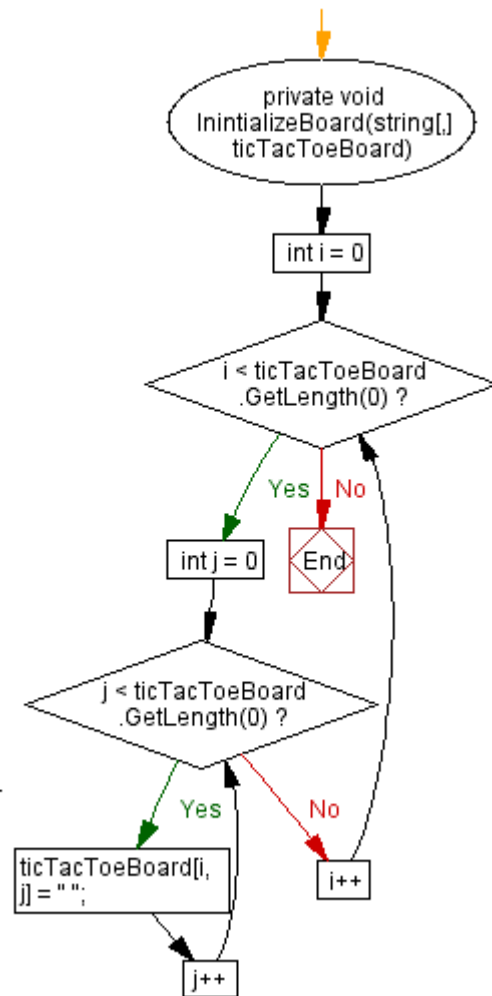 private void
InintializeBoard(string[,]
ticTacToeBoard)
int i = 0
i < ticTacToeBoard
.GetLength(0) ?
Yes
No
int j = 0
End
j < ticTacToeBoard
.GetLength(0) ?
Yes
No
ticTacToeBoard[i,
j] = " ";
i++
j++